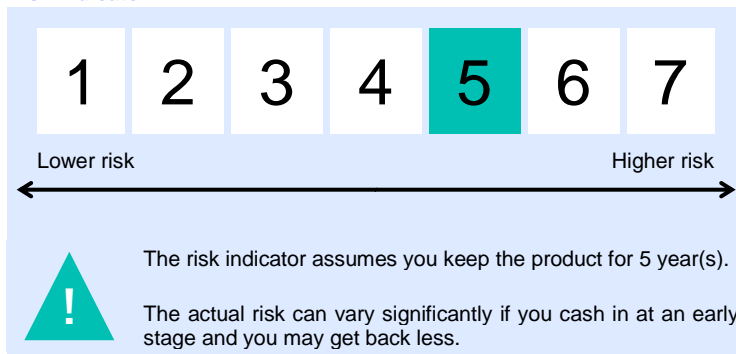 1 2 3 4 5 6 7
Lower risk Higher risk
!
The risk indicator assumes you keep the product for 5 year(s).
The actual risk can vary significantly if you cash in at an early
stage and you may get back less.